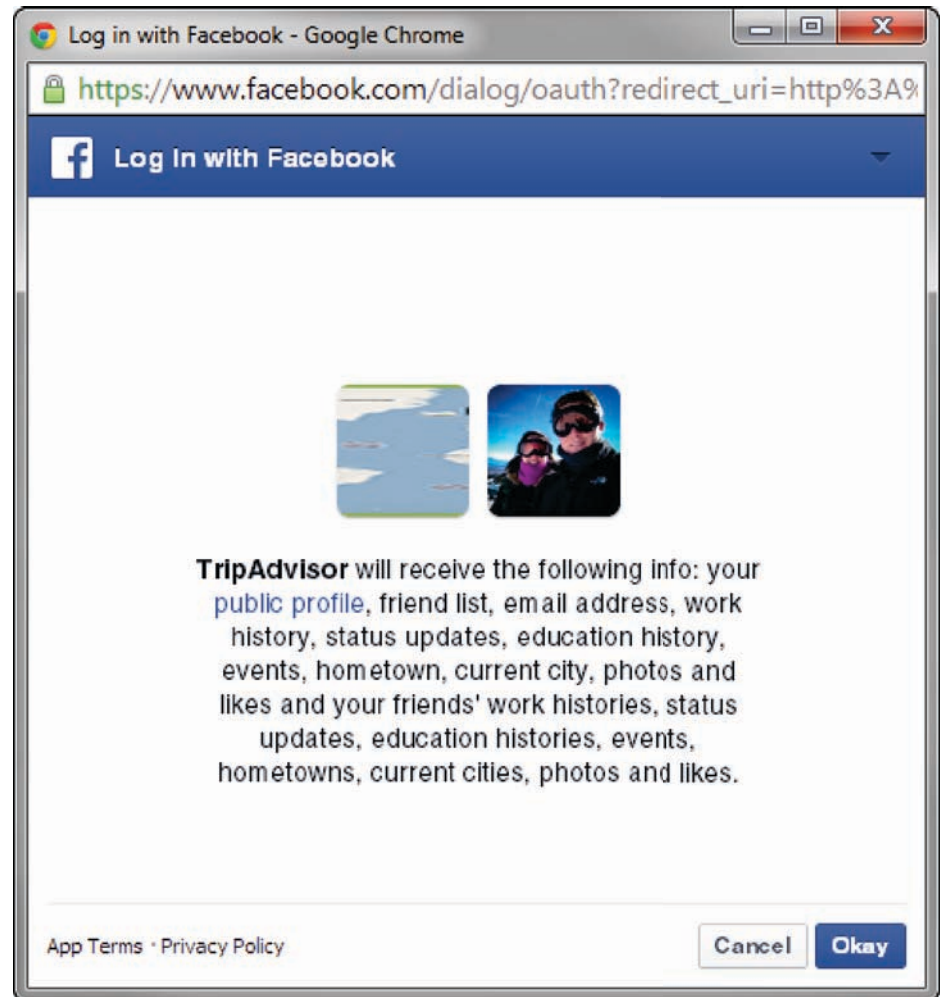 Log in with Facebook - Google Chrome
https://www.facebook.com/dialog/oauth?redirect_uri=http%3A%
f Log In with Facebook
TripAdvisor will receive the following info: your
public profile, friend list, email address, work
history, status updates, education history,
events, hometown, current city, photos and
likes and your friends' work histories, status
updates, education histories, events,
hometowns, current cities, photos and likes.
App Terms · Privacy Policy
Cancel
Okay